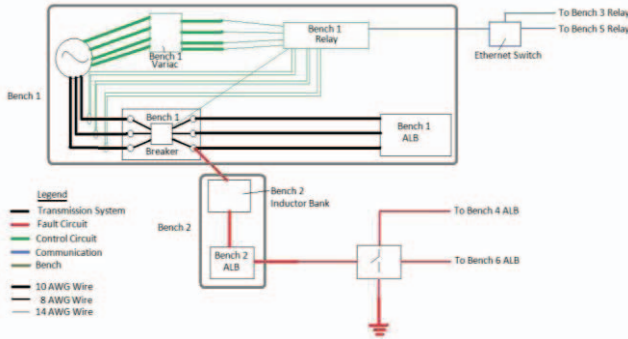 To Bench 3 Relay
To Bench 5 Relay
Ethernet Switch
Bench 1
Relay
Bench 1
Variac
Bench 1
Bench 1
Breaker
Bench 1
ALB
Bench 2
Inductor Bank
Bench 2
Bench 2
ALB
To Bench 4 ALB
To Bench 6 ALB
Legend
Transmission System
Fault Circuit
Control Circuit
Communication
Bench
10 AWG Wire
8 AWG Wire
14 AWG Wire